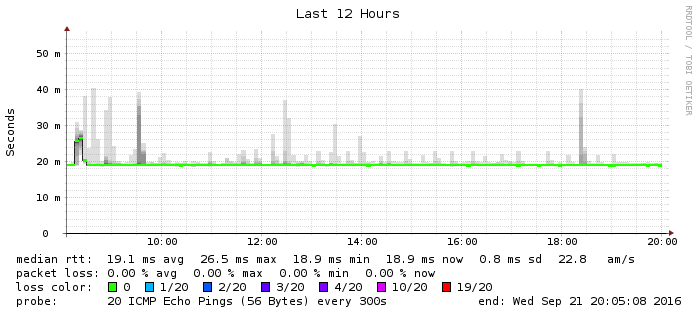 Last 12 Hours
RRDTOOL / TOBI OETIKER
Seconds
50 m
40 m
30 m
20 m
10 m
0
10:00 12:00 14:00 16:00 18:00 20:00
median rtt: 19.1 ms avg 26.5 ms max 18.9 ms min 18.9 ms now 0.8 ms sd 22.8 am/s
packet loss: 0.00 % avg 0.00 % max 0.00 % min 0.00 % now
loss color: 0 1/20 2/20 3/20 4/20 10/20 19/20
probe: 20 ICMP Echo Pings (56 Bytes) every 300s end: Wed Sep 21 20:05:08 2016